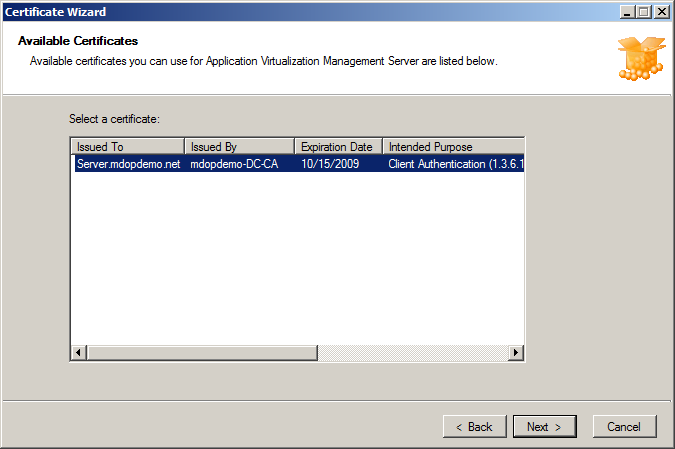 Certificate Wizard
Available Certificates
Available certificates you can use for Application Virtualization Management Server are listed below.
Select a certificate:
Issued To Issued By Expiration Date Intended Purpose
Server.mdopdemo.net mdopdemo-DC-CA 10/15/2009 Client Authentication (1.3.6.1
< Back Next > Cancel